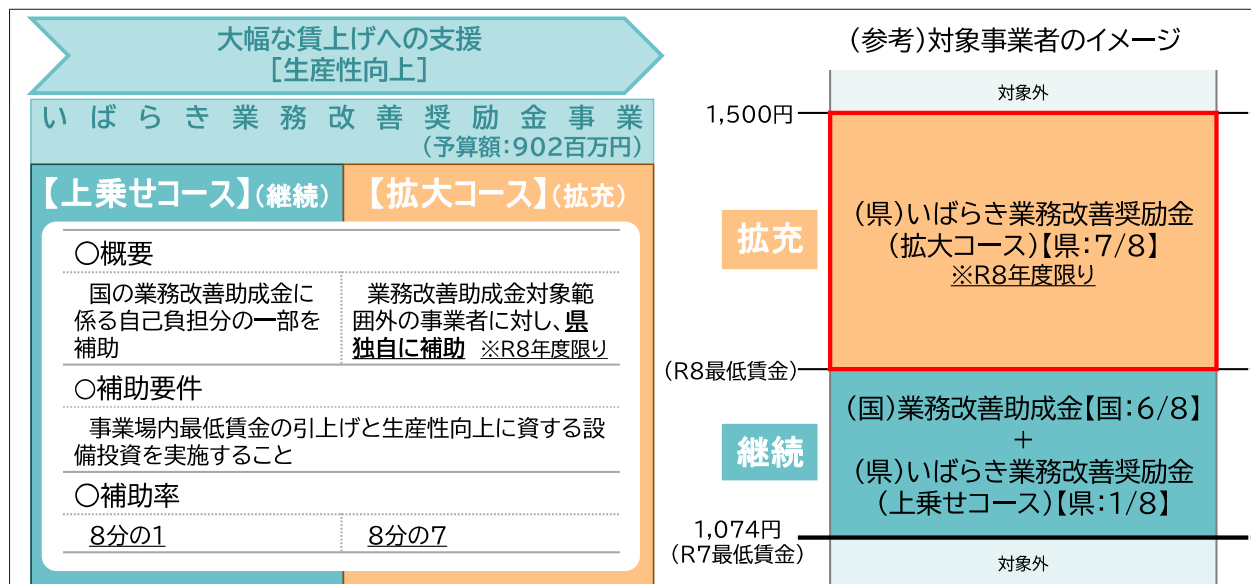 大幅な賃上げへの支援
[生産性向上]
いばらき業務改善奨励金事業
(予算額:902百万円)
【上乗せコース】(継続)
【拡大コース】(拡充)
○概要
国の業務改善助成金に
係る自己負担分の一部を
補助
業務改善助成金対象範
囲外の事業者に対し、県
独自に補助 ※R8年度限り
○補助要件
事業場内最低賃金の引上げと生産性向上に資する設
備投資を実施すること
○補助率
8分の1
8分の7
(参考)対象事業者のイメージ
対象外
1,500円
拡充
(県)いばらき業務改善奨励金
(拡大コース)【県:7/8】
※R8年度限り
(R8最低賃金)
継続
(国)業務改善助成金【国:6/8】
+
(県)いばらき業務改善奨励金
(上乗せコース)【県:1/8】
1,074円
(R7最低賃金)
対象外